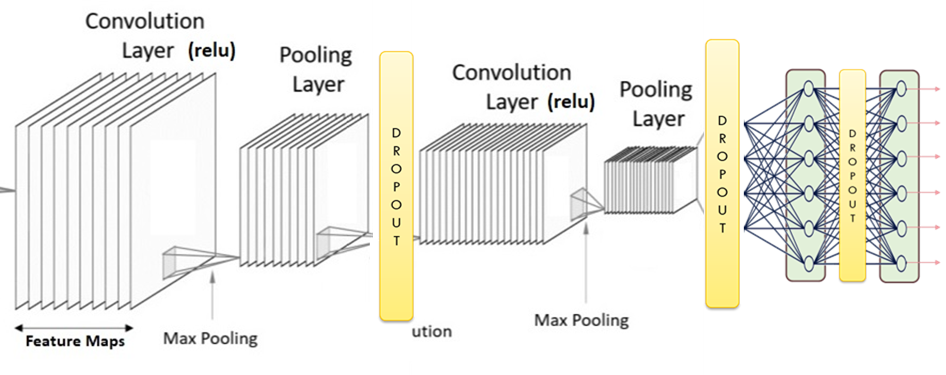 Convolution
Layer (relu)
Pooling
Layer
DROPOUT
Convolution
Layer (relu)
Pooling
Layer
DROPOUT
DROPOUT
Feature Maps
Max Pooling
ution
Max Pooling